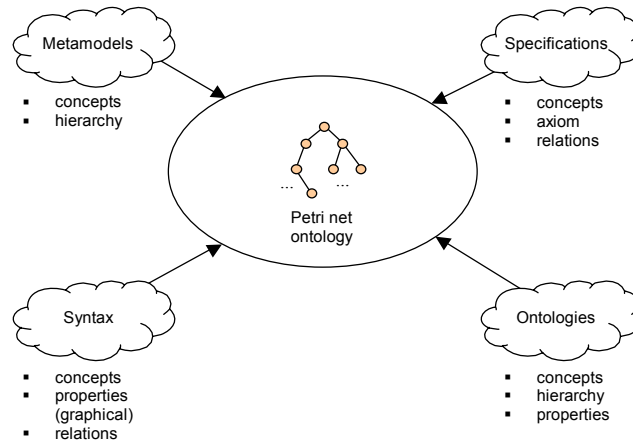 Metamodels
▪ concepts
▪ hierarchy
Specifications
▪ concepts
▪ axiom
▪ relations
... ...
Petri net
ontology
Syntax
▪ concepts
▪ properties
(graphical)
▪ relations
Ontologies
▪ concepts
▪ hierarchy
▪ properties